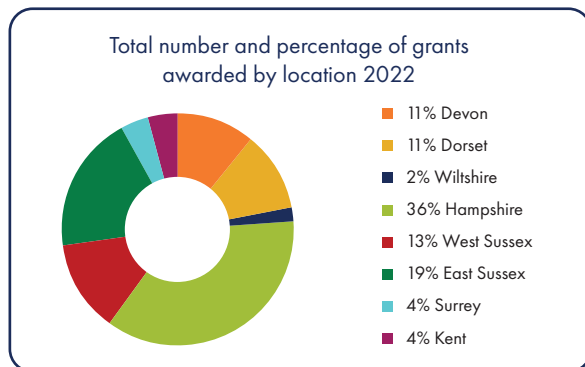 Total number and percentage of grants
awarded by location 2022
11% Devon
11% Dorset
2% Wiltshire
36% Hampshire
13% West Sussex
19% East Sussex
4% Surrey
4% Kent